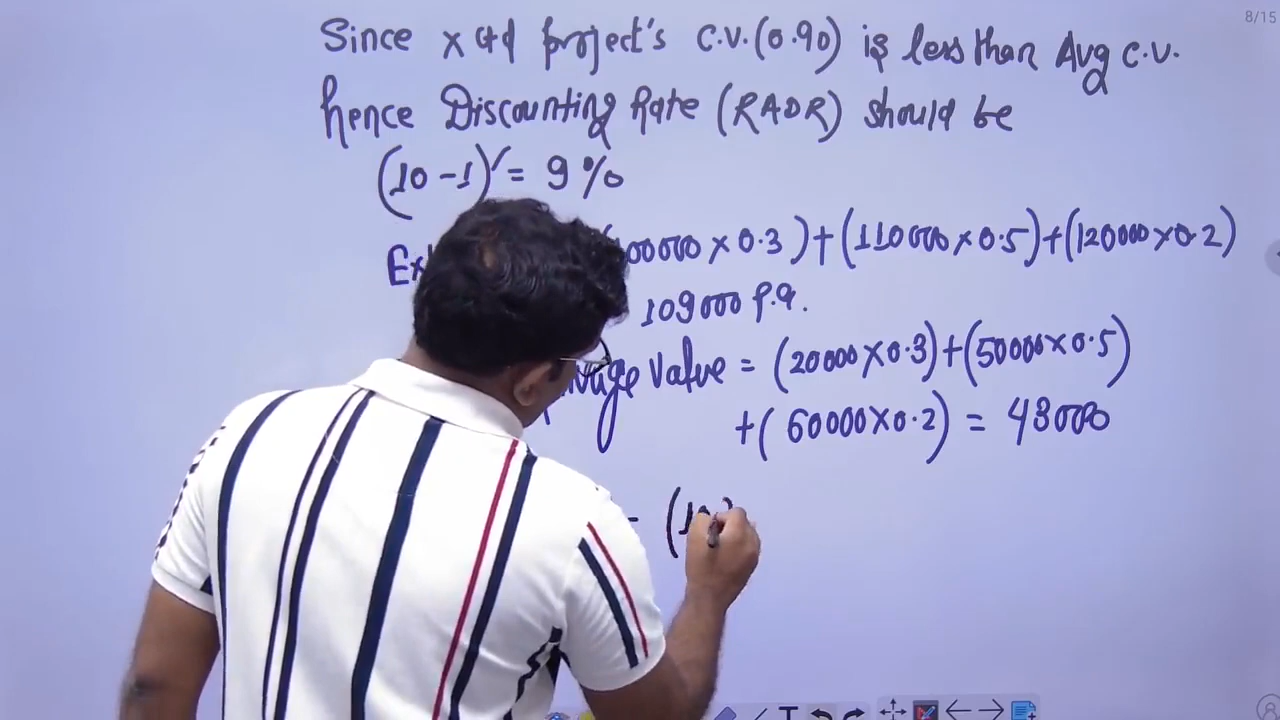 8/15
Since x Ltd project's C.V. (0.90) is less than Avg C.V.
hence Discounting Rate (RADR) should be
(10-1) = 9%
00000 x 0.3) + (110000 x 0.5) + (120000 x 0.2)
109000 p.a.
Value = (20000 x 0.3) + (50000 x 0.5)
+ (60000 x 0.2) = 43000